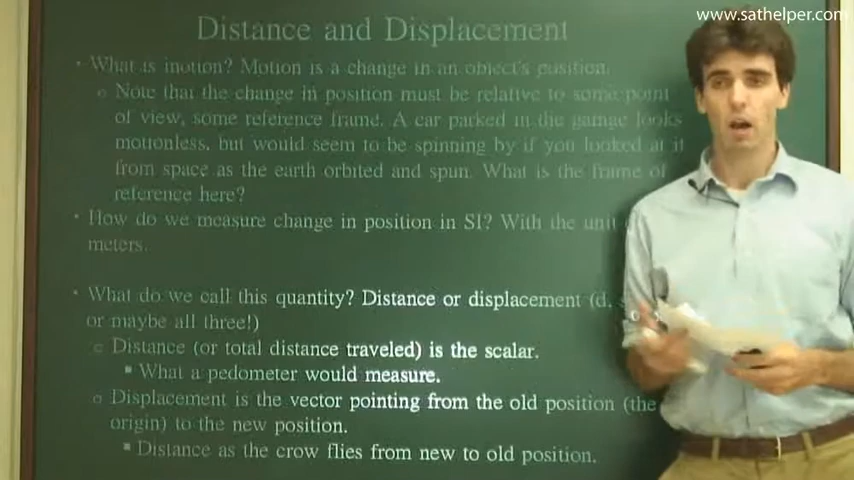 www.sathelper.com
Distance and Displacement
• What is motion? Motion is a change in an object's position.
o Note that the change in position must be relative to some point
of view, some reference frame. A car parked in the garage looks
motionless, but would seem to be spinning by if you looked at it
from space as the earth orbited and spun. What is the frame of
reference here?
• How do we measure change in position in SI? With the unit
meters.
• What do we call this quantity? Distance or displacement (d,
or maybe all three!)
o Distance (or total distance traveled) is the scalar.
▪ What a pedometer would measure.
o Displacement is the vector pointing from the old position (the
origin) to the new position.
▪ Distance as the crow flies from new to old position.